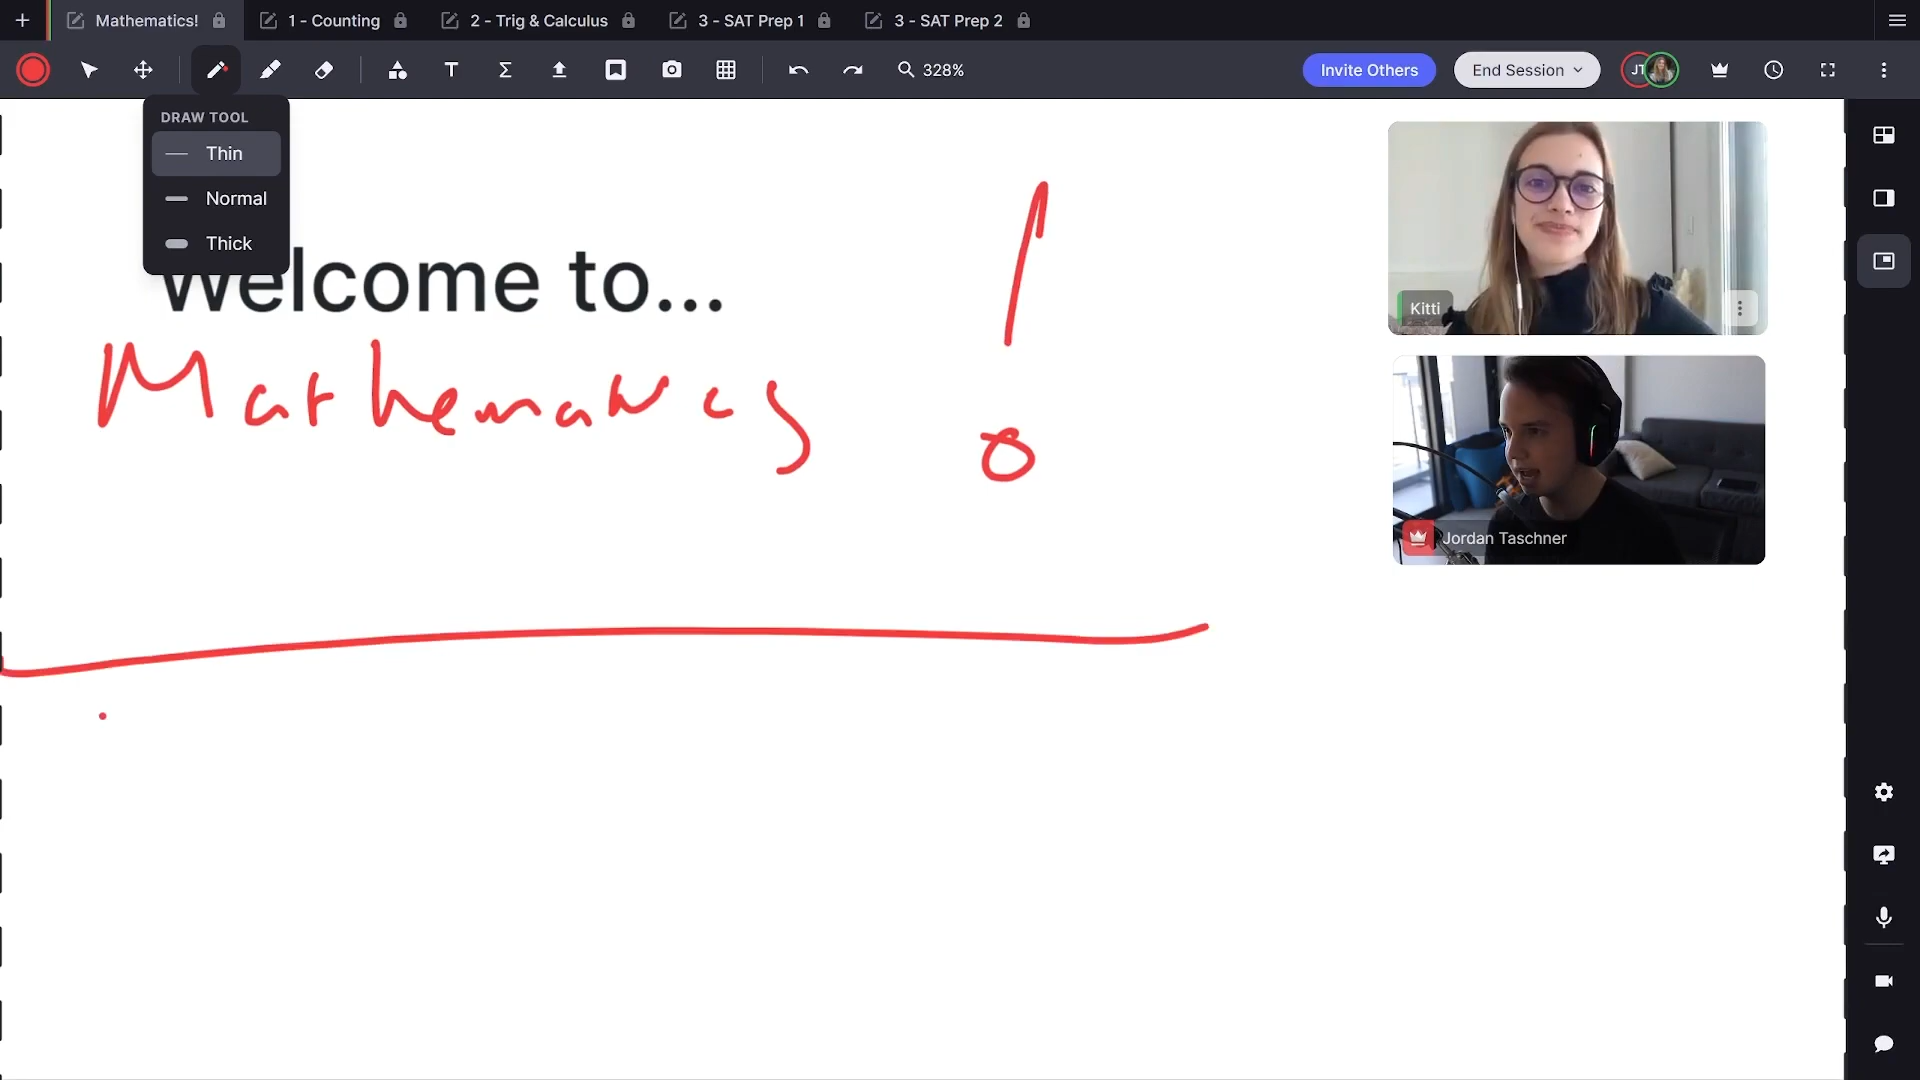 Mathematics!
1 - Counting
2 - Trig & Calculus
3 - SAT Prep 1
3 - SAT Prep 2
T
Σ
328%
Invite Others
End Session
JT
DRAW TOOL
Thin
Normal
Thick
Welcome to...
Mathematics !
Kitti
Jordan Taschner